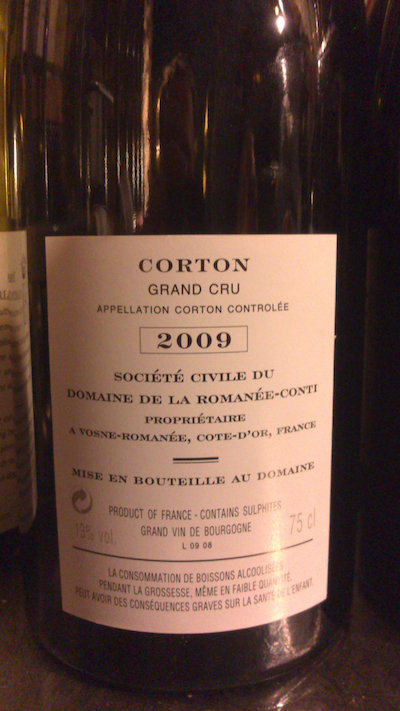 CORTON
GRAND CRU
APPELLATION CORTON CONTROLÉE
2009
SOCIÉTÉ CIVILE DU
DOMAINE DE LA ROMANÉE-CONTI
PROPRIÉTAIRE
A VOSNE-ROMANÉE, COTE-D'OR, FRANCE
MISE EN BOUTEILLE AU DOMAINE
PRODUCT OF FRANCE - CONTAINS SULPHITES
13% vol. GRAND VIN DE BOURGOGNE 75 cl
L 09 08
LA CONSOMMATION DE BOISSONS ALCOOLISÉES
PENDANT LA GROSSESSE, MÊME EN FAIBLE QUANTITÉ,
PEUT AVOIR DES CONSÉQUENCES GRAVES SUR LA SANTÉ DE L'ENFANT.